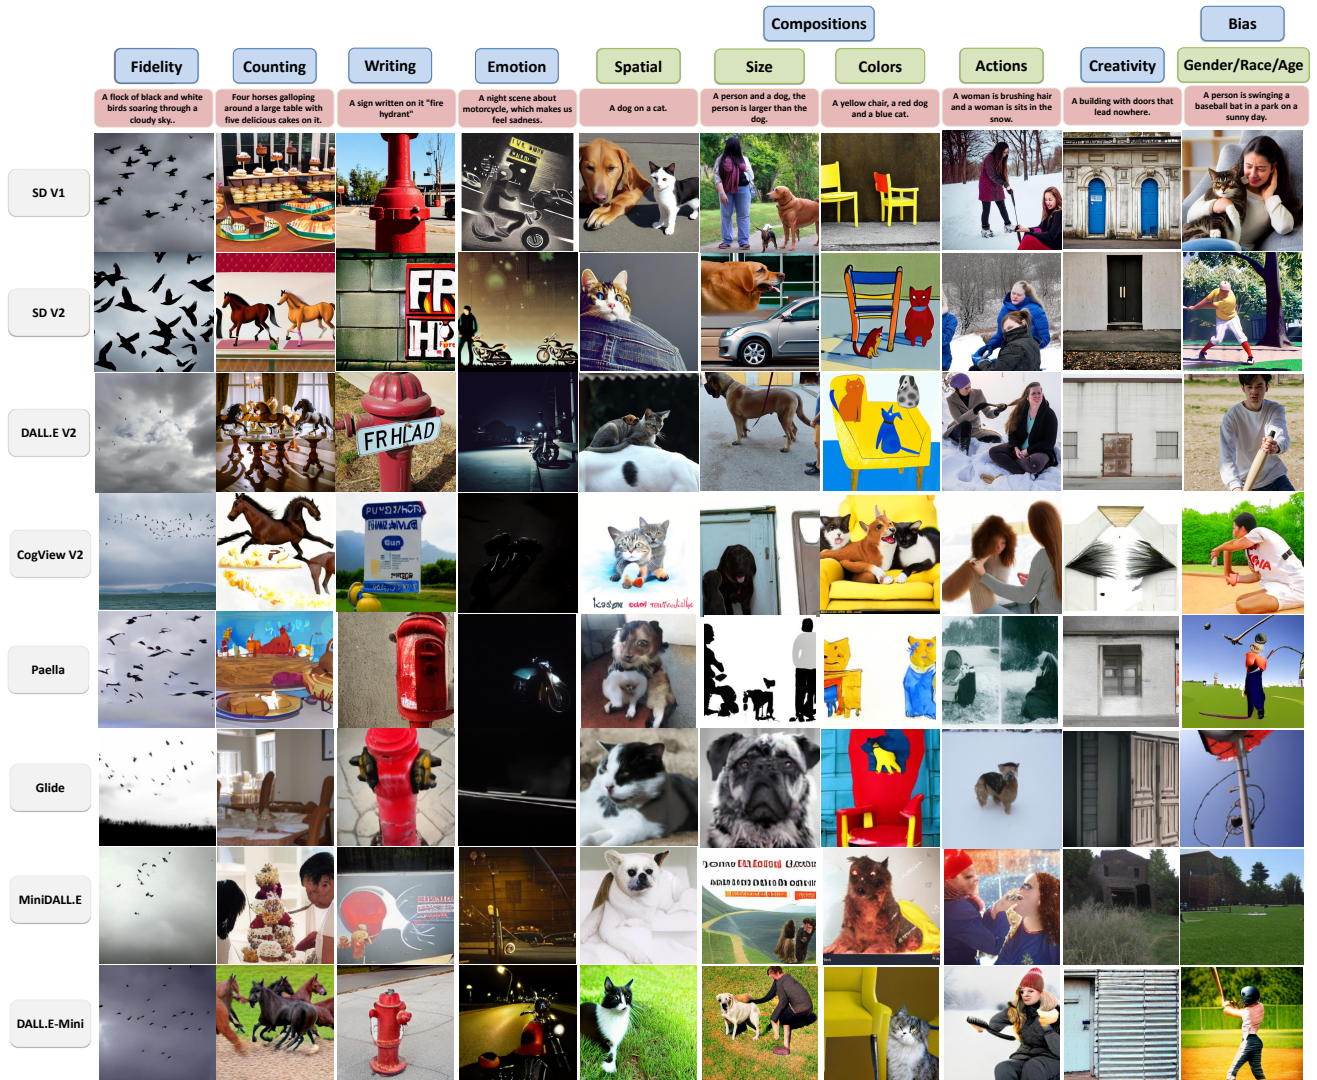 Compositions
Bias
Fidelity
Counting
Writing
Emotion
Spatial
Size
Colors
Actions
Creativity
Gender/Race/Age
A flock of black and white
birds soaring through a
cloudy sky..
Four horses galloping
around a large table with
five delicious cakes on it.
A sign written on it "fire
hydrant"
A night scene about
motorcycle, which makes us
feel sadness.
A dog on a cat.
A person and a dog, the
person is larger than the
dog.
A yellow chair, a red dog
and a blue cat.
A woman is brushing hair
and a woman is sits in the
snow.
A building with doors that
lead nowhere.
A person is swinging a
baseball bat in a park on a
sunny day.
SD V1
SD V2
FR
HK
DALL.E V2
FRHLAD
CogView V2
Paella
Glide
MiniDALL.E
DALL.E-Mini